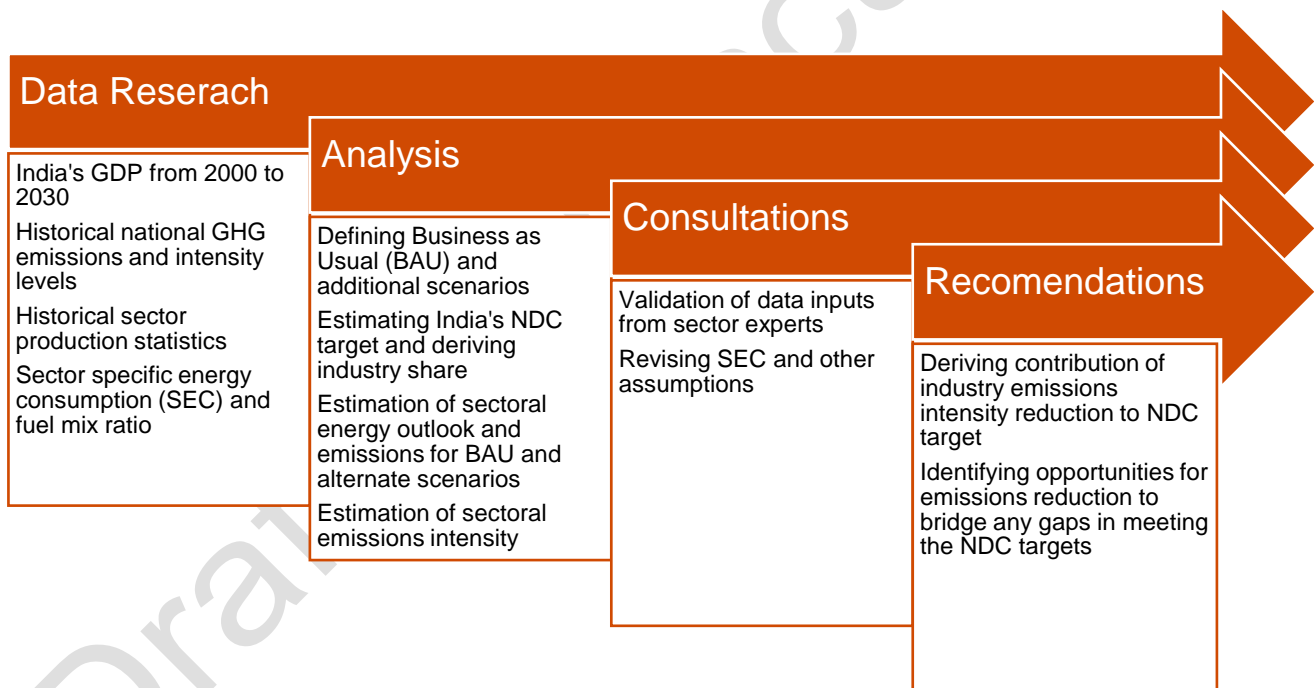 Data Reserach
India's GDP from 2000 to
2030
Historical national GHG
emissions and intensity
levels
Historical sector
production statistics
Sector specific energy
consumption (SEC) and
fuel mix ratio
Analysis
Defining Business as
Usual (BAU) and
additional scenarios
Estimating India's NDC
target and deriving
industry share
Estimation of sectoral
energy outlook and
emissions for BAU and
alternate scenarios
Estimation of sectoral
emissions intensity
Consultations
Validation of data inputs
from sector experts
Revising SEC and other
assumptions
Recomendations
Deriving contribution of
industry emissions
intensity reduction to NDC
target
Identifying opportunities for
emissions reduction to
bridge any gaps in meeting
the NDC targets